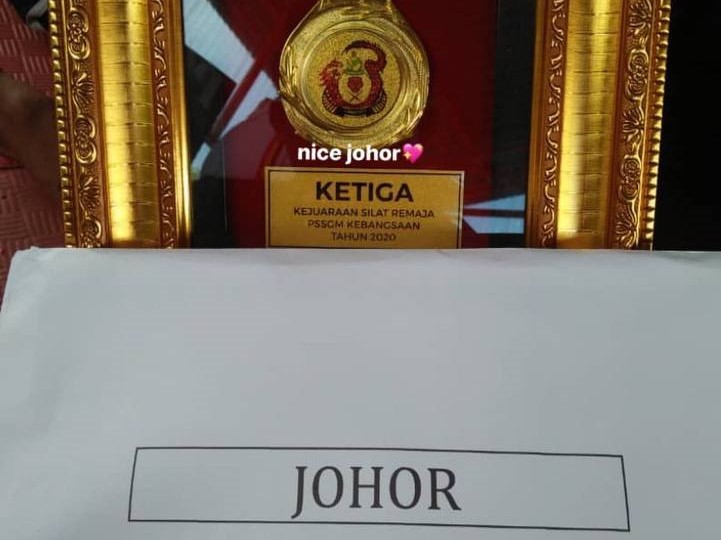 nice johor💖
KETIGA
KEJUARAAN SILAT REMAJA
PSSGM KEBANGSAAN
TAHUN 2020
JOHOR